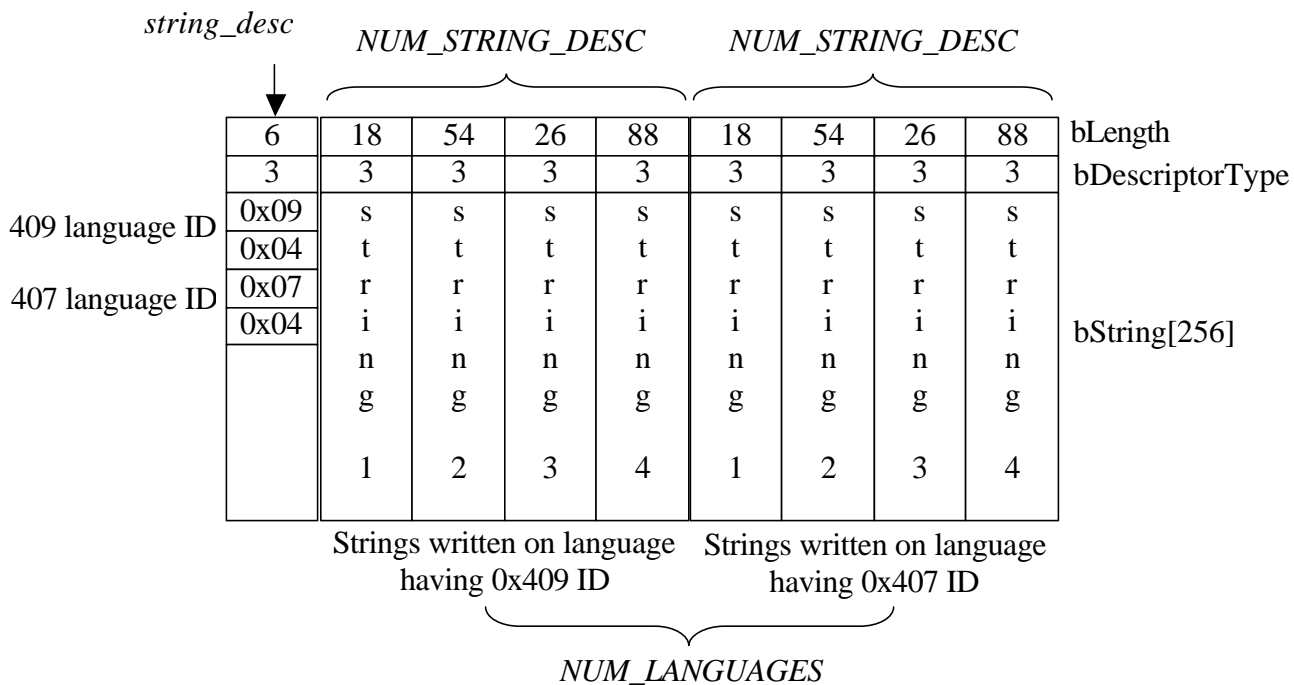 string_desc
NUM_STRING_DESC NUM_STRING_DESC
6 18 54 26 88 18 54 26 88 bLength
3 3 3 3 3 3 3 3 3 bDescriptorType
409 language ID 0x09 s s s s s s s s
0x04 t t t t t t t t
407 language ID 0x07 r r r r r r r r
0x04 i i i i i i i i bString[256]
n n n n n n n n
g g g g g g g g
1 2 3 4 1 2 3 4
Strings written on language Strings written on language
having 0x409 ID having 0x407 ID
NUM_LANGUAGES